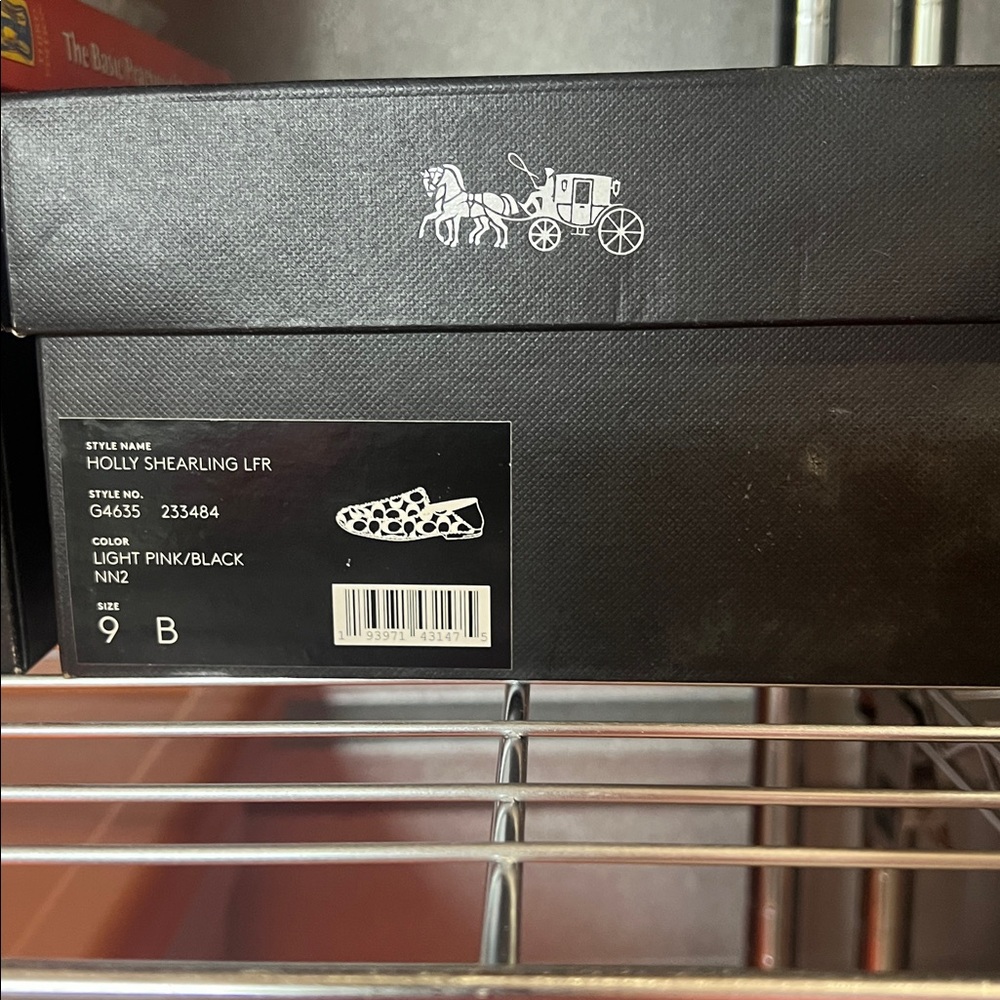 The Basic
STYLE NAME
HOLLY SHEARLING LFR
STYLE NO.
G4635 233484
COLOR
LIGHT PINK/BLACK
NN2
SIZE
9 B
1 93971 43147 5